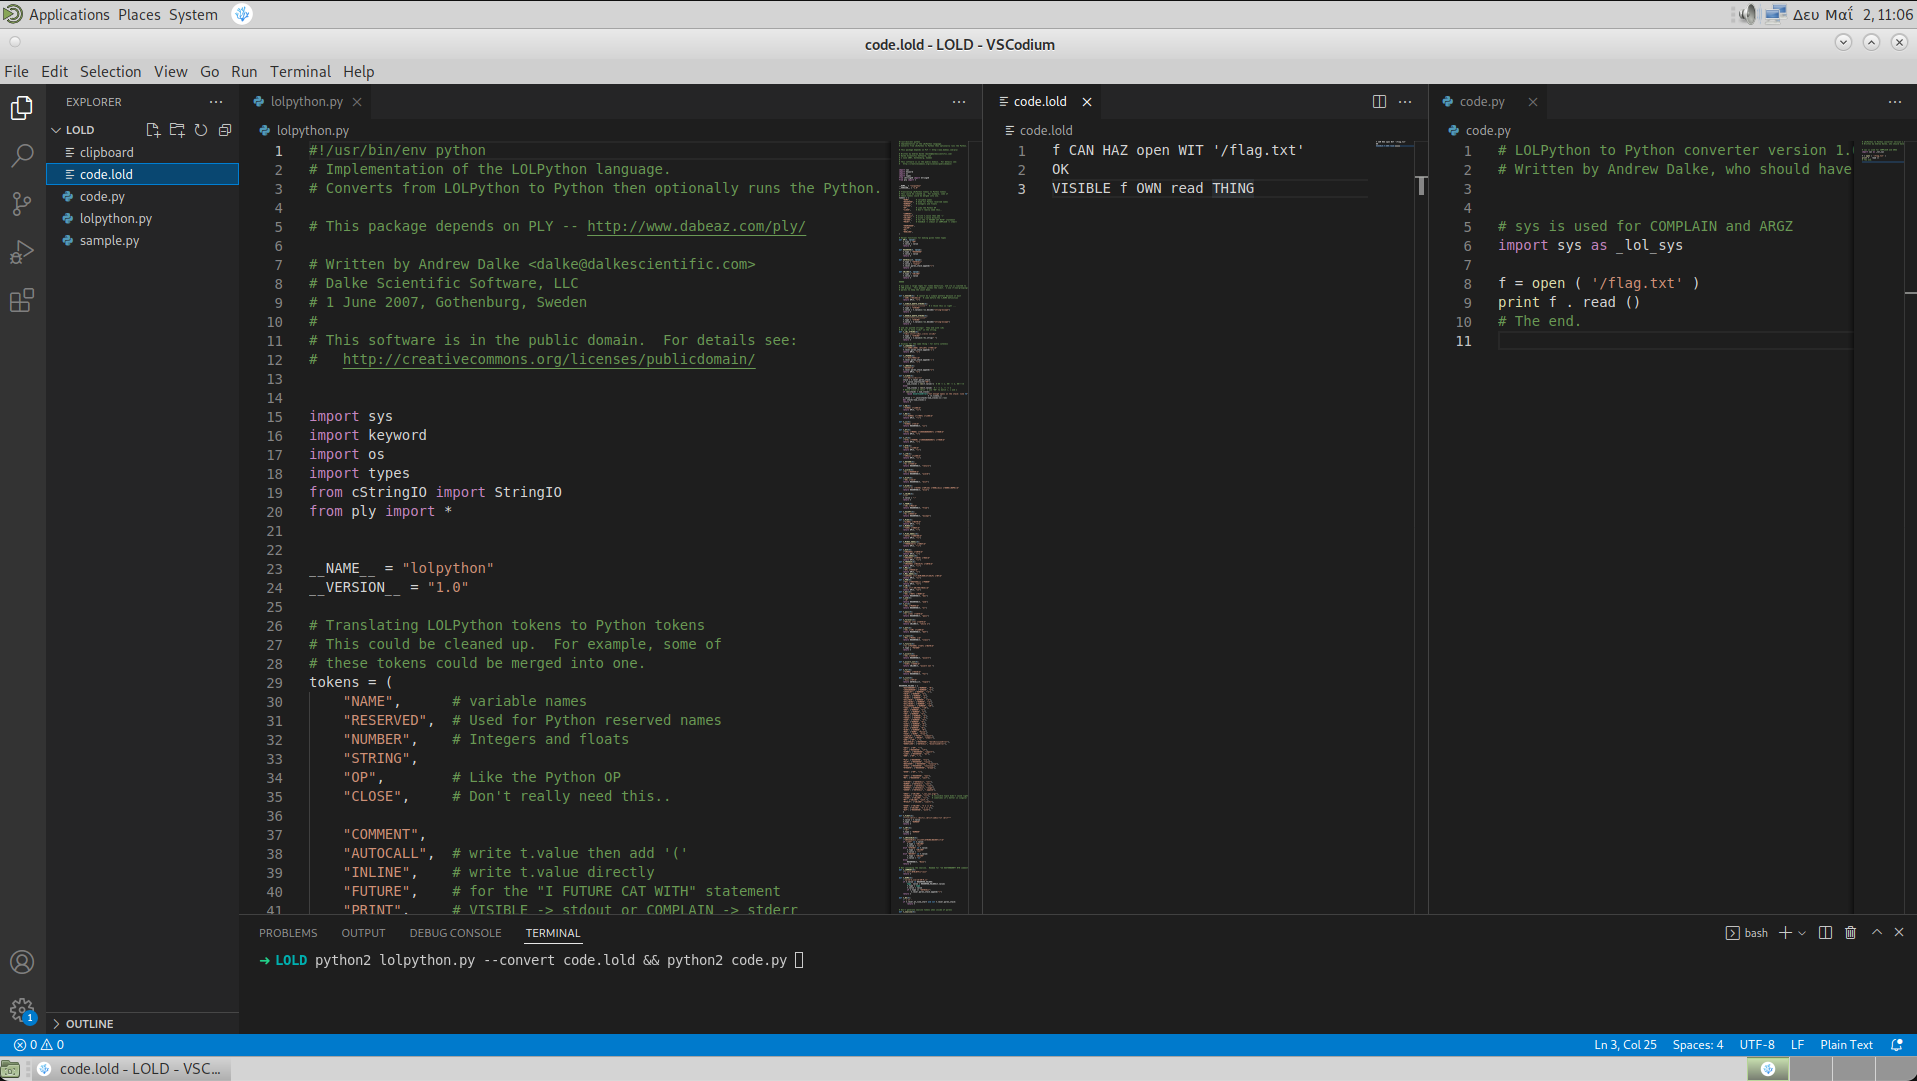 Applications Places System
Δευ Μαΐ 2, 11:06
code.lold - LOLD - VSCodium
File Edit Selection View Go Run Terminal Help
EXPLORER
LOLD
clipboard
code.lold
code.py
lolpython.py
sample.py
OUTLINE
lolpython.py
lolpython.py
1 #!/usr/bin/env python
2 # Implementation of the LOLPython language.
3 # Converts from LOLPython to Python then optionally runs the Python.
4
5 # This package depends on PLY -- http://www.dabeaz.com/ply/
6
7 # Written by Andrew Dalke <dalke@dalkescientific.com>
8 # Dalke Scientific Software, LLC
9 # 1 June 2007, Gothenburg, Sweden
10 #
11 # This software is in the public domain.  For details see:
12 #   http://creativecommons.org/licenses/publicdomain/
13
14
15 import sys
16 import keyword
17 import os
18 import types
19 from cStringIO import StringIO
20 from ply import *
21
22
23 __NAME__ = "lolpython"
24 __VERSION__ = "1.0"
25
26 # Translating LOLPython tokens to Python tokens
27 # This could be cleaned up.  For example, some of
28 # these tokens could be merged into one.
29 tokens = (
30     "NAME",      # variable names
31     "RESERVED",  # Used for Python reserved names
32     "NUMBER",    # Integers and floats
33     "STRING",
34     "OP",        # Like the Python OP
35     "CLOSE",     # Don't really need this..
36
37     "COMMENT",
38     "AUTOCALL",  # write t.value then add '('
39     "INLINE",    # write t.value directly
40     "FUTURE",    # for the "I FUTURE CAT WITH" statement
41     "PRINT",     # VISIBLE -> stdout or COMPLAIN -> stderr
code.lold
code.lold
1 f CAN HAZ open WIT '/flag.txt'
2 OK
3 VISIBLE f OWN read THING
code.py
code.py
1 # LOLPython to Python converter version 1.
2 # Written by Andrew Dalke, who should have
3
4
5 # sys is used for COMPLAIN and ARGZ
6 import sys as _lol_sys
7
8 f = open ( '/flag.txt' )
9 print f . read ()
10 # The end.
11
PROBLEMS OUTPUT DEBUG CONSOLE TERMINAL
bash
→ LOLD python2 lolpython.py --convert code.lold && python2 code.py
1
0 0
Ln 3, Col 25 Spaces: 4 UTF-8 LF Plain Text
code.lold - LOLD - VSC...